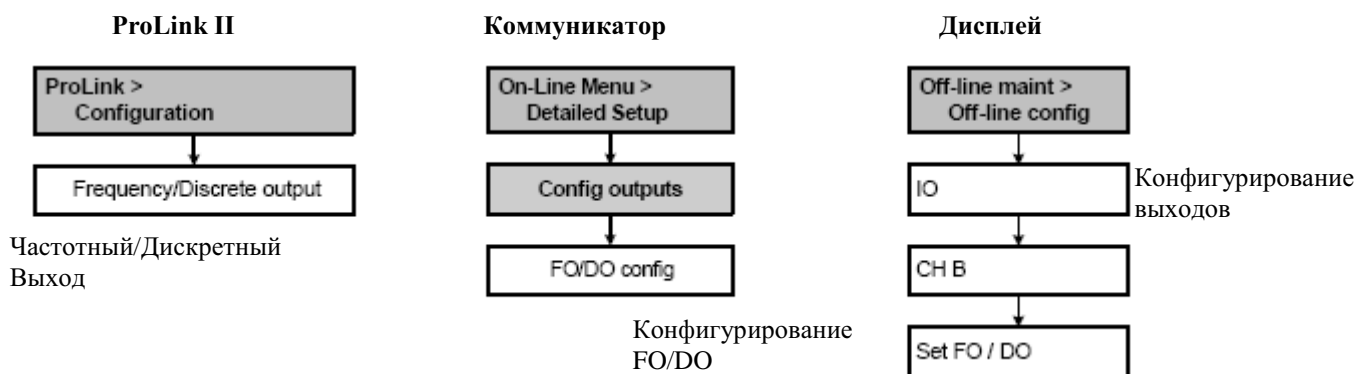 ProLink II
ProLink >
Configuration
Frequency/Discrete output
Частотный/Дискретный
Выход
Коммуникатор
On-Line Menu >
Detailed Setup
Config outputs
FO/DO config
Конфигурирование
FO/DO
Дисплей
Off-line maint >
Off-line config
IO
Конфигурирование
выходов
CH B
Set FO / DO